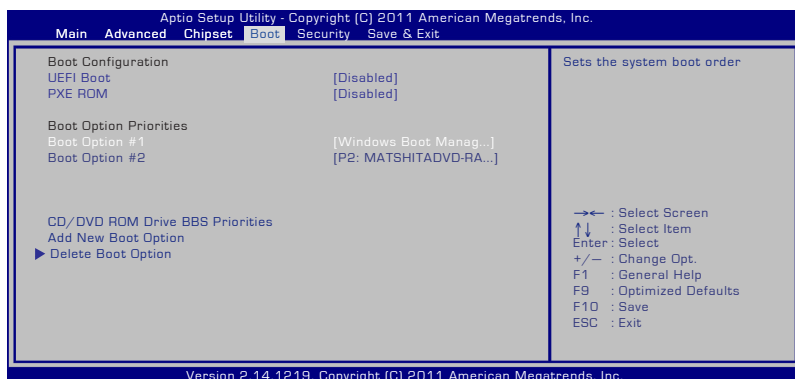 Aptio Setup Utility - Copyright (C) 2011 American Megatrends, Inc.
Main Advanced Chipset Boot Security Save & Exit
Boot Configuration
UEFI Boot [Disabled]
PXE ROM [Disabled]
Boot Option Priorities
Boot Option #1 [Windows Boot Manag...]
Boot Option #2 [P2: MATSHITADVD-RA...]
CD/DVD ROM Drive BBS Priorities
Add New Boot Option
▶ Delete Boot Option
Sets the system boot order
→← : Select Screen
↑↓ : Select Item
Enter : Select
+/— : Change Opt.
F1 : General Help
F9 : Optimized Defaults
F10 : Save
ESC : Exit
Version 2.14.1219. Copyright (C) 2011 American Megatrends, Inc.